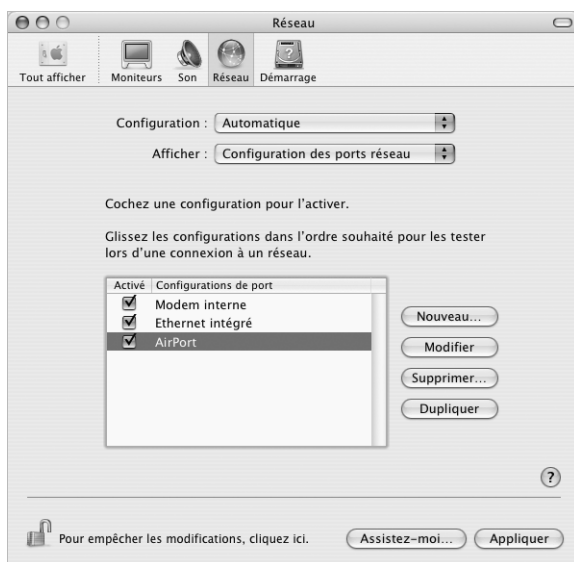 Réseau
Tout afficher
Moniteurs
Son
Réseau
Démarrage
Configuration :
Automatique
Afficher :
Configuration des ports réseau
Cochez une configuration pour l'activer.
Glissez les configurations dans l'ordre souhaité pour les tester
lors d'une connexion à un réseau.
Activé
Configurations de port
Modem interne
Ethernet intégré
AirPort
Nouveau...
Modifier
Supprimer...
Dupliquer
?
Pour empêcher les modifications, cliquez ici.
Assistez-moi...
Appliquer